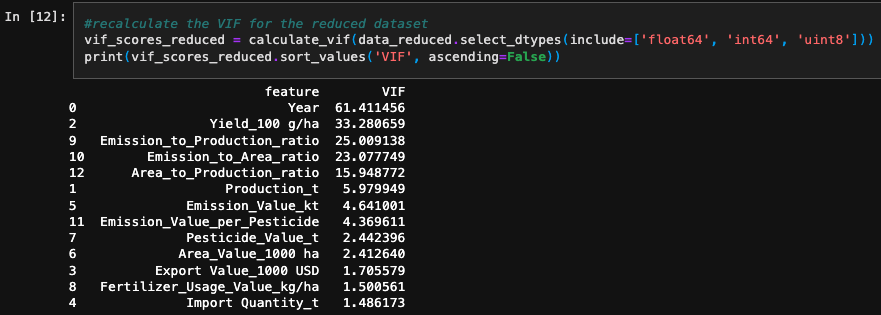 In [12]:
#recalculate the VIF for the reduced dataset
vif_scores_reduced = calculate_vif(data_reduced.select_dtypes(include=['float64', 'int64', 'uint8']))
print(vif_scores_reduced.sort_values('VIF', ascending=False))
feature VIF
0 Year 61.411456
2 Yield_100 g/ha 33.280659
9 Emission_to_Production_ratio 25.009138
10 Emission_to_Area_ratio 23.077749
12 Area_to_Production_ratio 15.948772
1 Production_t 5.979949
5 Emission_Value_kt 4.641001
11 Emission_Value_per_Pesticide 4.369611
7 Pesticide_Value_t 2.442396
6 Area_Value_1000 ha 2.412640
3 Export Value_1000 USD 1.705579
8 Fertilizer_Usage_Value_kg/ha 1.500561
4 Import Quantity_t 1.486173